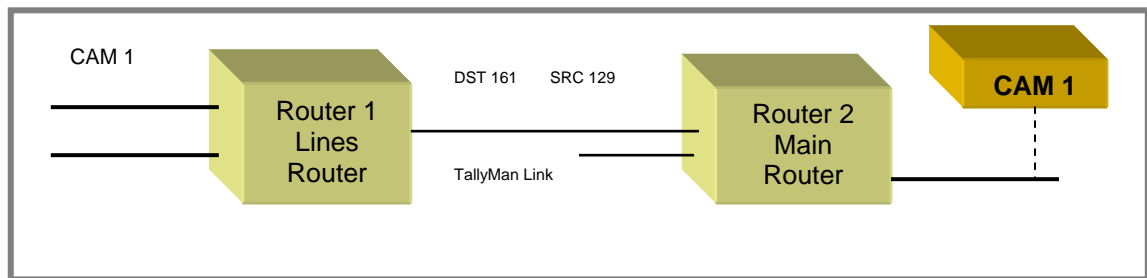 CAM 1
Router 1
Lines
Router
DST 161
SRC 129
TallyMan Link
Router 2
Main
Router
CAM 1